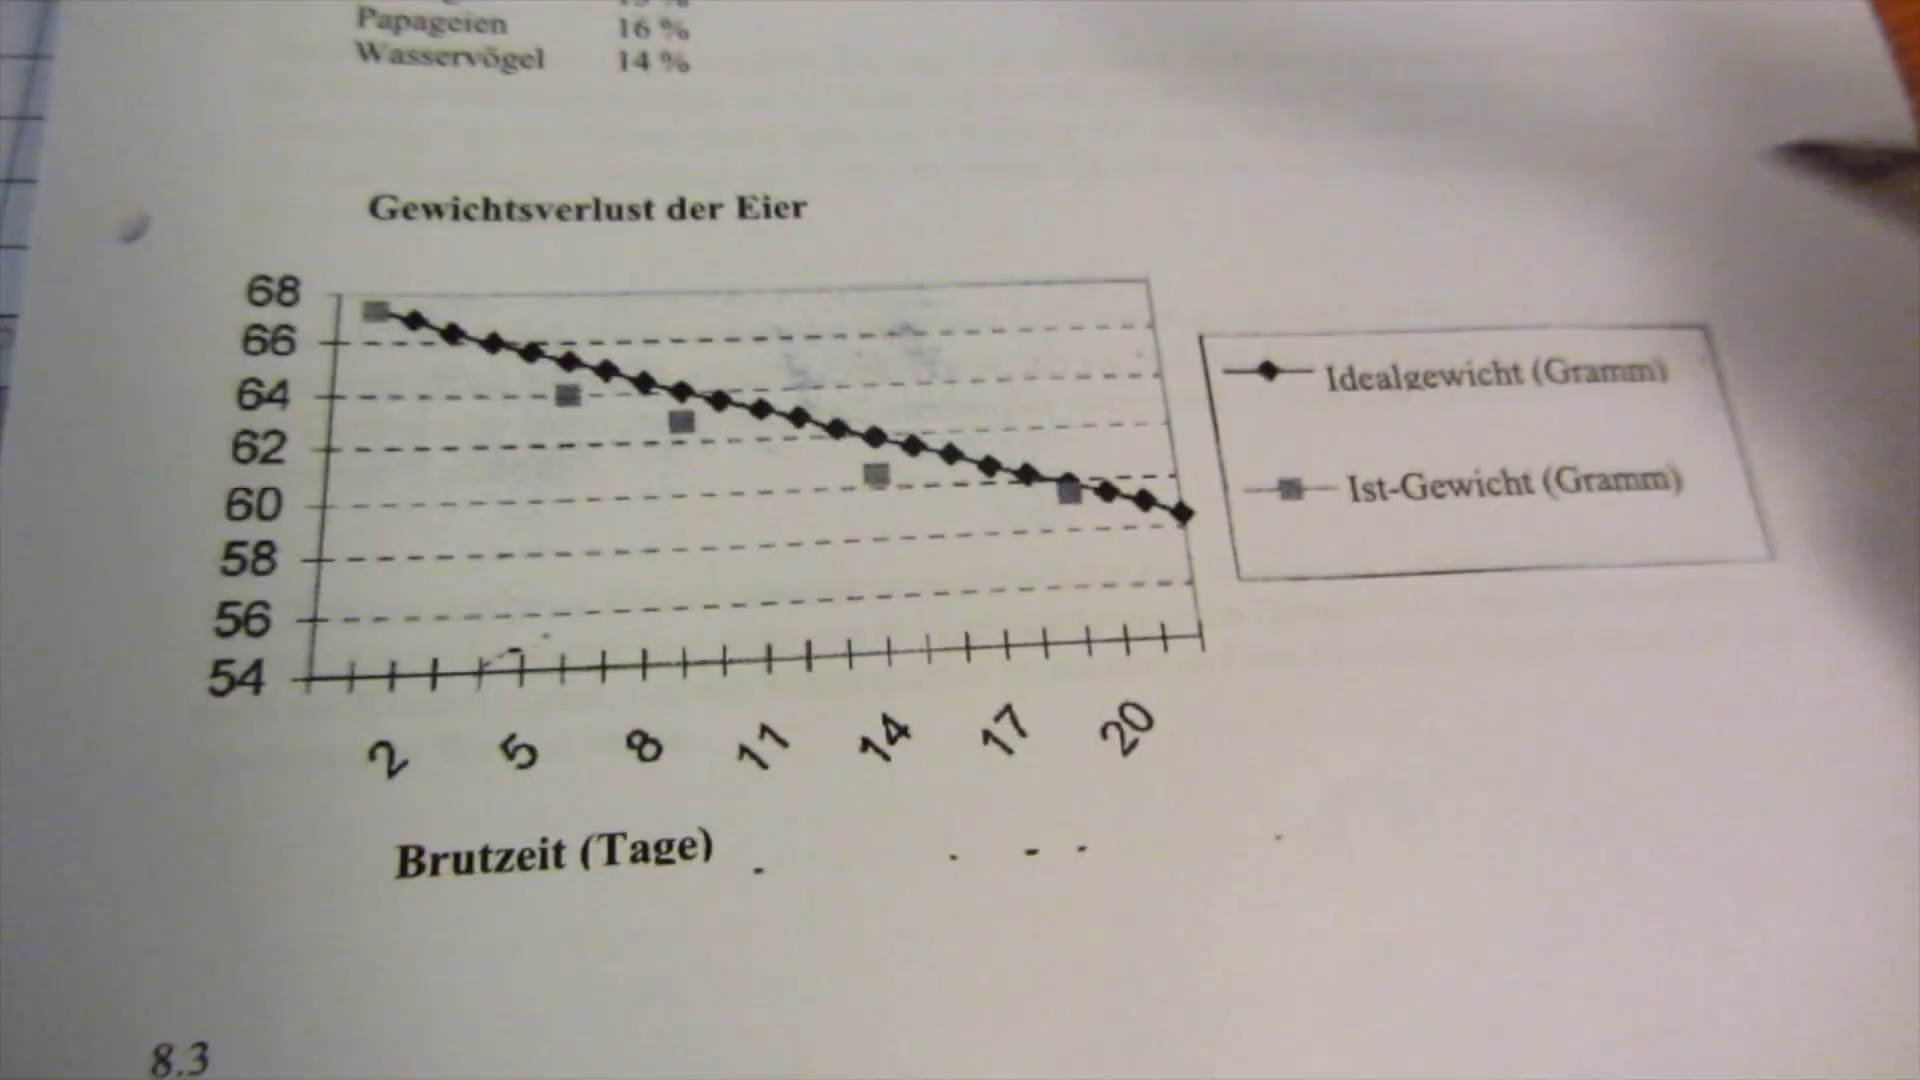 Papageien 16 %
Wasservögel 14 %
Gewichtsverlust der Eier
68
66
64
62
60
58
56
54
2 5 8 11 14 17 20
Brutzeit (Tage)
Idealgewicht (Gramm)
Ist-Gewicht (Gramm)
8.3